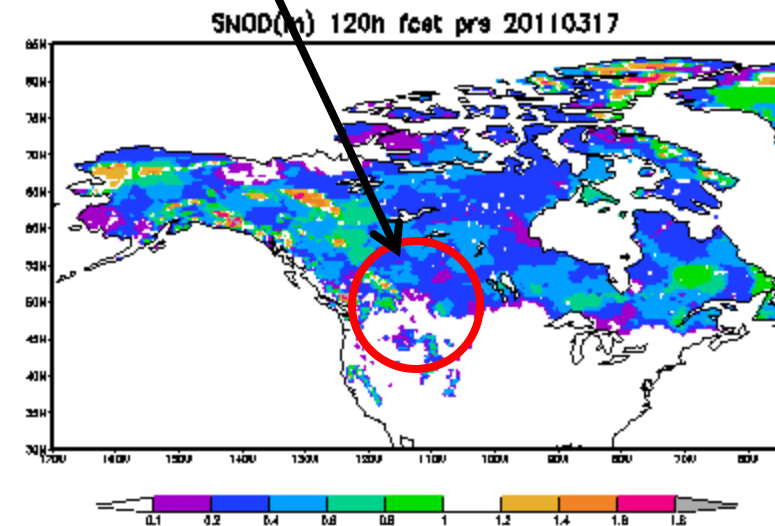 SNOD(m) 120h fcst prs 20110317
85N
80N
75N
70N
65N
60N
55N
50N
45N
40N
35N
30N
170W 160W 150W 140W 130W 120W 110W 100W 90W 80W 70W 60W
0.1 0.2 0.4 0.6 0.8 1 1.2 1.4 1.6 1.8